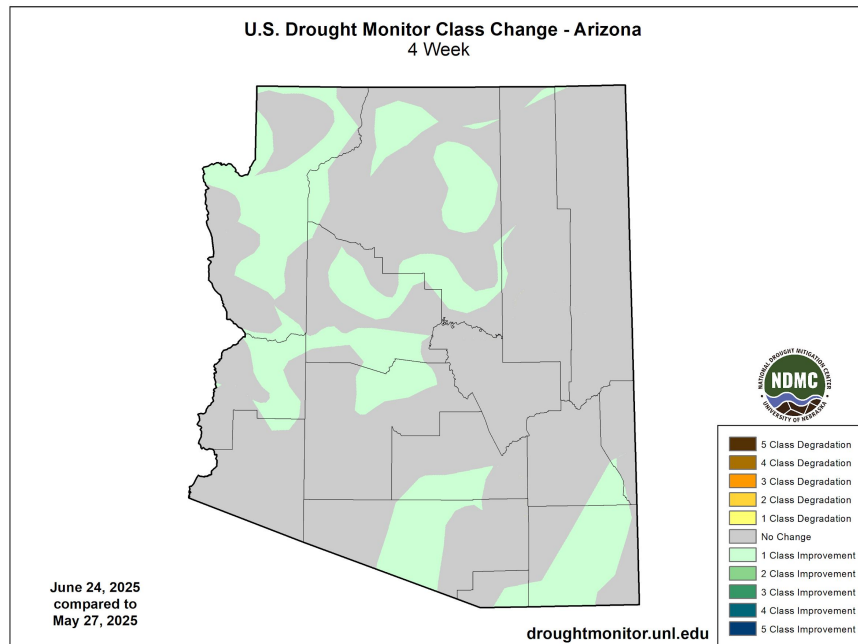 U.S. Drought Monitor Class Change - Arizona
4 Week
NATIONAL DROUGHT MITIGATION CENTER
NDMC
UNIVERSITY OF NEBRASKA
5 Class Degradation
4 Class Degradation
3 Class Degradation
2 Class Degradation
1 Class Degradation
No Change
1 Class Improvement
2 Class Improvement
3 Class Improvement
4 Class Improvement
5 Class Improvement
June 24, 2025
compared to
May 27, 2025
droughtmonitor.unl.edu